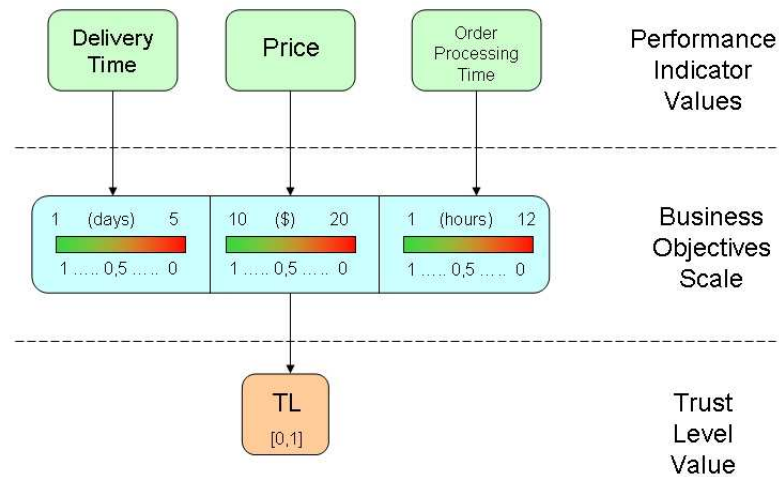 Delivery
Time
Price
Order
Processing
Time
Performance
Indicator
Values
1 (days) 5
10 ($) 20
1 (hours) 12
1 ..... 0,5 ..... 0
1 ..... 0,5 ..... 0
1 ..... 0,5 ..... 0
Business
Objectives
Scale
TL
[0,1]
Trust
Level
Value